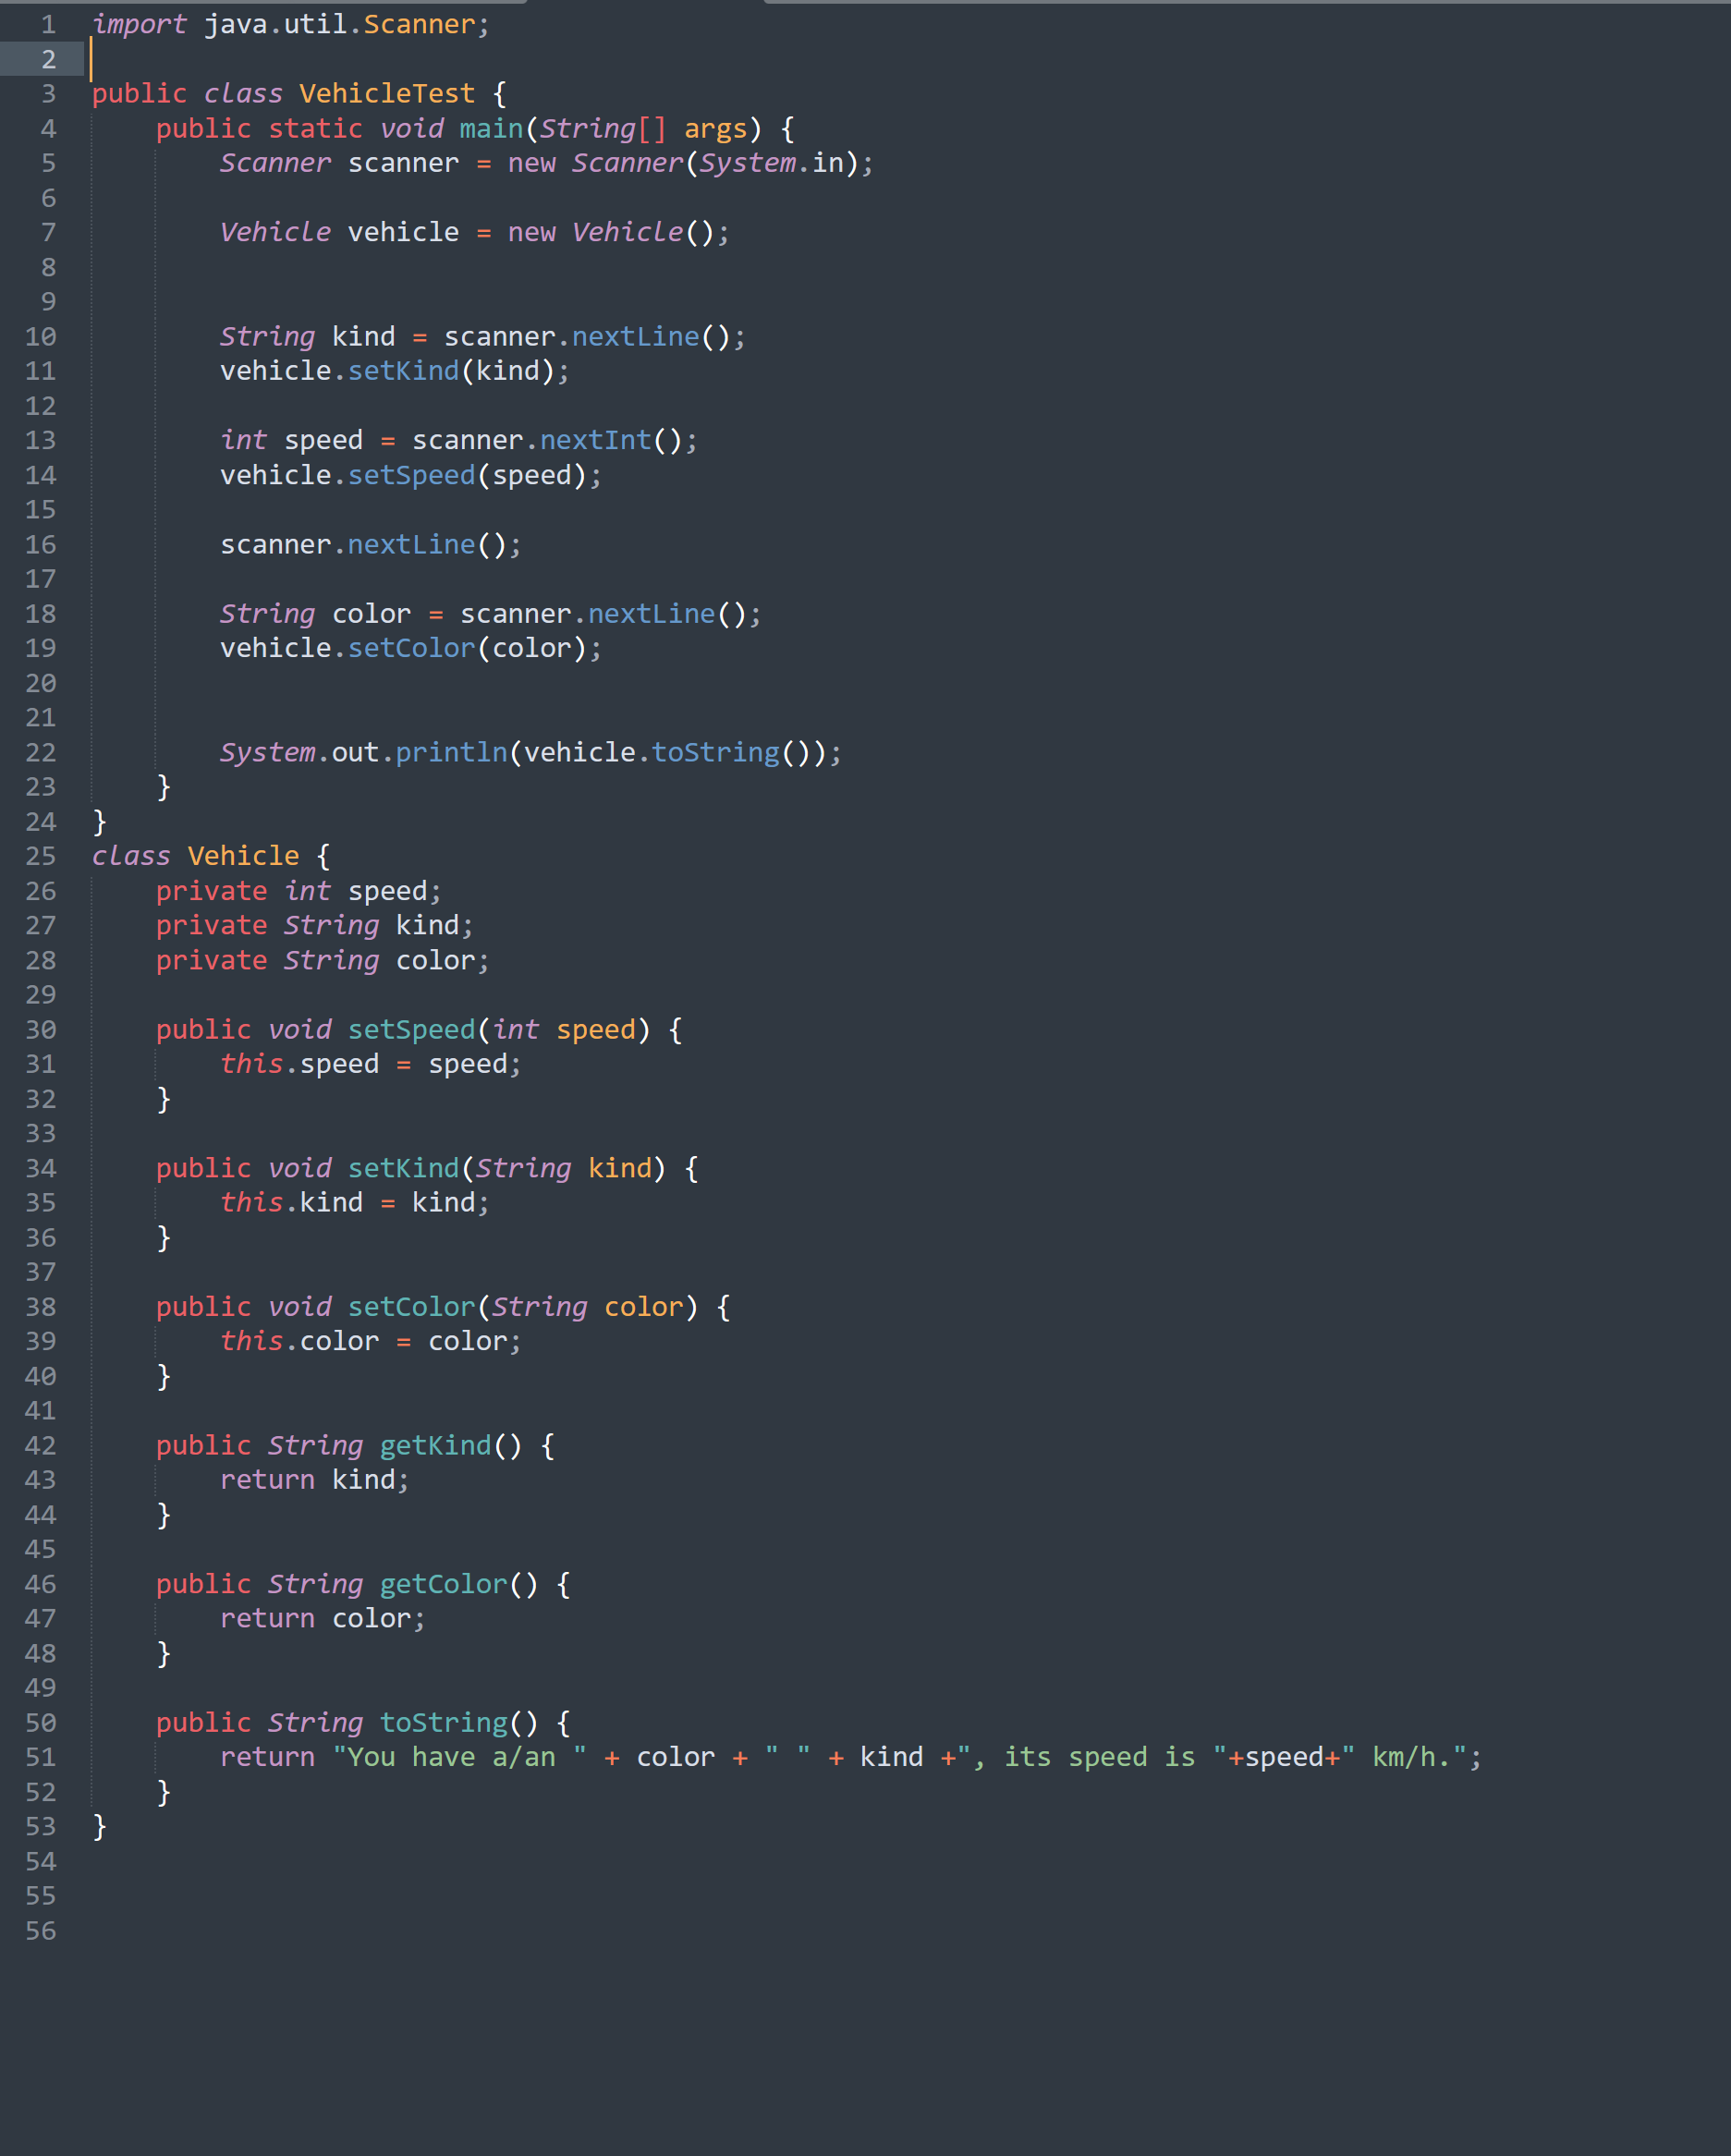 1 import java.util.Scanner;
2
3 public class VehicleTest {
4     public static void main(String[] args) {
5         Scanner scanner = new Scanner(System.in);
6
7         Vehicle vehicle = new Vehicle();
8
9
10         String kind = scanner.nextLine();
11         vehicle.setKind(kind);
12
13         int speed = scanner.nextInt();
14         vehicle.setSpeed(speed);
15
16         scanner.nextLine();
17
18         String color = scanner.nextLine();
19         vehicle.setColor(color);
20
21
22         System.out.println(vehicle.toString());
23     }
24 }
25 class Vehicle {
26     private int speed;
27     private String kind;
28     private String color;
29
30     public void setSpeed(int speed) {
31         this.speed = speed;
32     }
33
34     public void setKind(String kind) {
35         this.kind = kind;
36     }
37
38     public void setColor(String color) {
39         this.color = color;
40     }
41
42     public String getKind() {
43         return kind;
44     }
45
46     public String getColor() {
47         return color;
48     }
49
50     public String toString() {
51         return "You have a/an " + color + " " + kind +", its speed is "+speed+" km/h.";
52     }
53 }
54
55
56